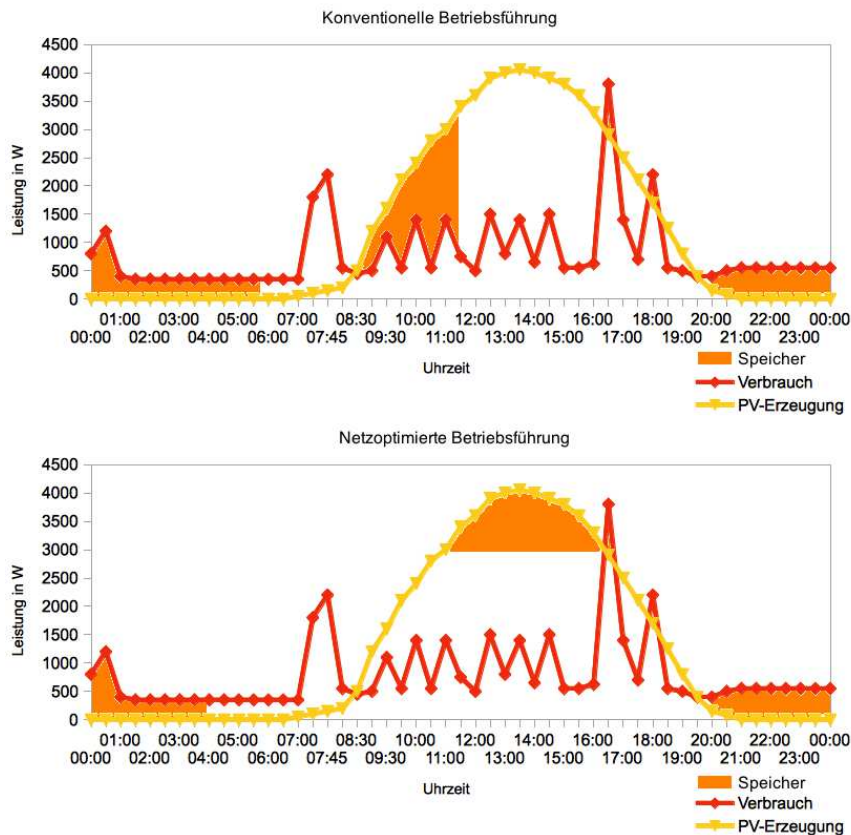 Konventionelle Betriebsführung
4500
4000
3500
3000
2500
2000
1500
1000
500
0
Leistung in W
01:00 03:00 05:00 07:00 08:30 10:00 12:00 14:00 16:00 18:00 20:00 22:00 00:00
00:00 02:00 04:00 06:00 07:45 09:30 11:00 13:00 15:00 17:00 19:00 21:00 23:00
Uhrzeit
Speicher
Verbrauch
PV-Erzeugung
Netzoptimierte Betriebsführung
4500
4000
3500
3000
2500
2000
1500
1000
500
0
Leistung in W
01:00 03:00 05:00 07:00 08:30 10:00 12:00 14:00 16:00 18:00 20:00 22:00 00:00
00:00 02:00 04:00 06:00 07:45 09:30 11:00 13:00 15:00 17:00 19:00 21:00 23:00
Uhrzeit
Speicher
Verbrauch
PV-Erzeugung